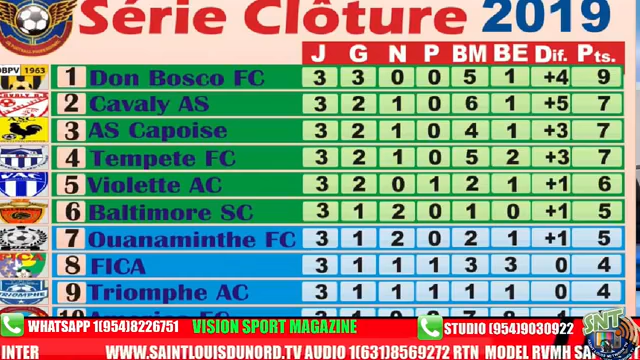 Série Clôture 2019
J G N P BM BE Dif. Pts.
BPV 1963
1 Don Bosco FC 3 3 0 0 5 1 +4 9
2 Cavaly AS 3 2 1 0 6 1 +5 7
3 AS Capoise 3 2 1 0 4 1 +3 7
4 Tempete FC 3 2 1 0 5 2 +3 7
5 Violette AC 3 2 0 1 2 1 +1 6
6 Baltimore SC 3 1 2 0 1 0 +1 5
7 Ouanaminthe FC 3 1 2 0 2 1 +1 5
FICA
8 FICA 3 1 1 1 3 3 0 4
TRIOMPHE
9 Triomphe AC 3 1 1 1 1 1 0 4
WHATSAPP 1(954)8226751 VISION SPORT MAGAZINE STUDIO (954)9030922
INTER WWW.SAINTLOUISDUNORD.TV AUDIO 1(631)8569272 RTN MODEL RVMH SA
SNT